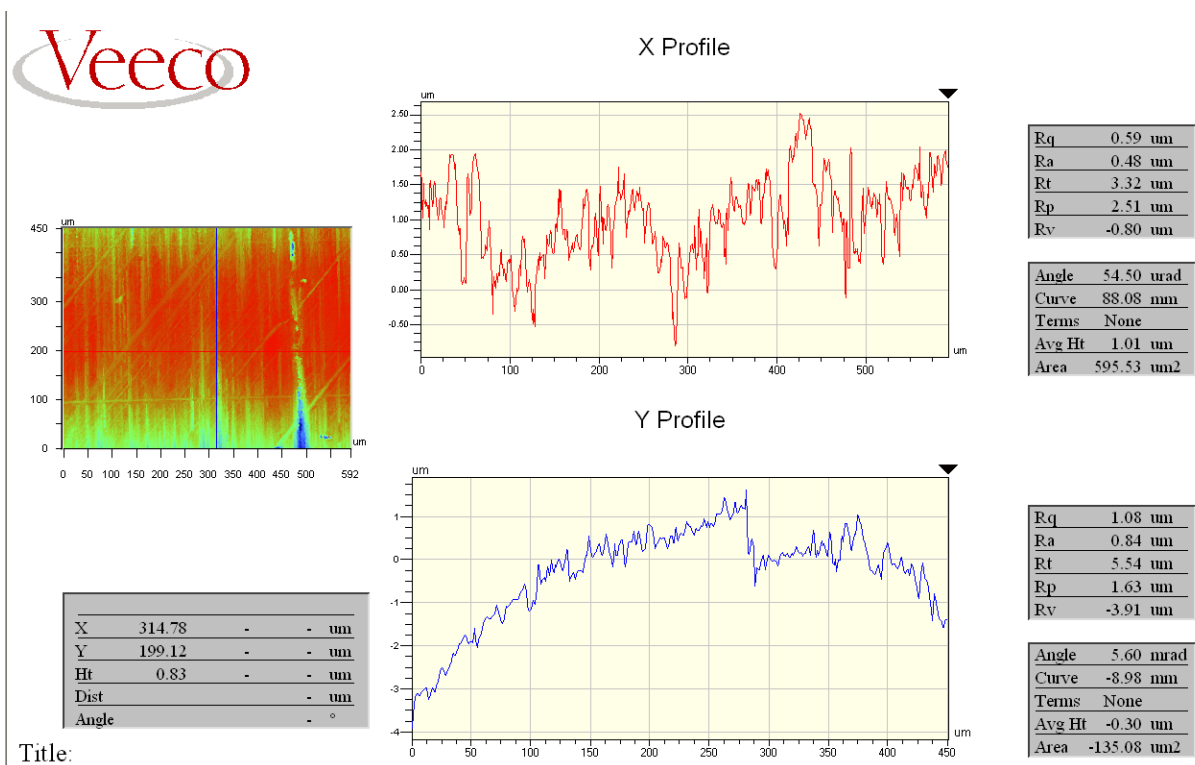 Veeco
X Profile
um
2.50
2.00
1.50
1.00
0.50
0.00
-0.50
0 100 200 300 400 500
um
Rq 0.59 um
Ra 0.48 um
Rt 3.32 um
Rp 2.51 um
Rv -0.80 um
Angle 54.50 urad
Curve 88.08 mm
Terms None
Avg Ht 1.01 um
Area 595.53 um2
um
450
300
200
100
0
um
0 50 100 150 200 250 300 350 400 450 500 592
Y Profile
um
1
0
-1
-2
-3
-4
0 50 100 150 200 250 300 350 400 450
um
Rq 1.08 um
Ra 0.84 um
Rt 5.54 um
Rp 1.63 um
Rv -3.91 um
Angle 5.60 mrad
Curve -8.98 mm
Terms None
Avg Ht -0.30 um
Area -135.08 um2
X 314.78 - - um
Y 199.12 - - um
Ht 0.83 - - um
Dist - um
Angle - °
Title: